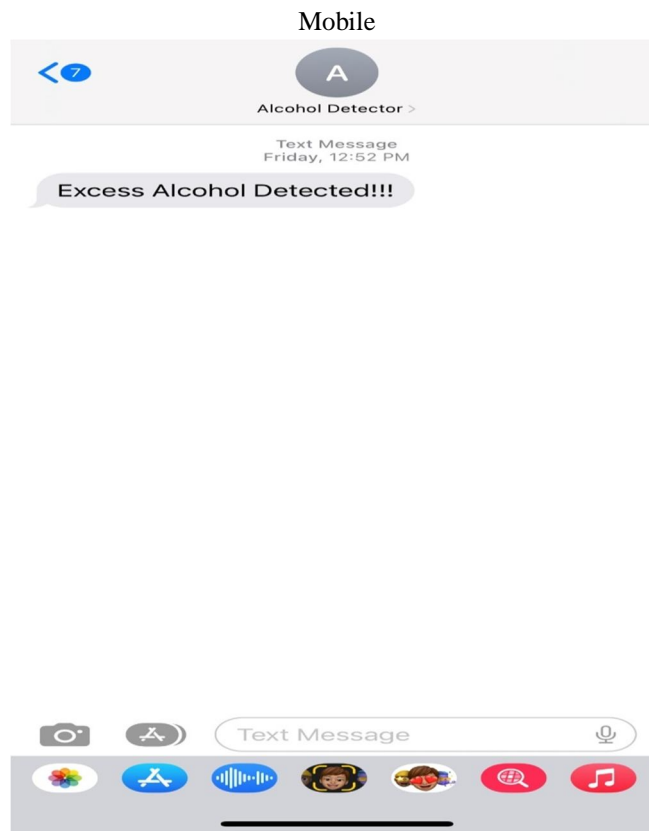 Mobile
7
A
Alcohol Detector >
Text Message
Friday, 12:52 PM
Excess Alcohol Detected!!!
Text Message